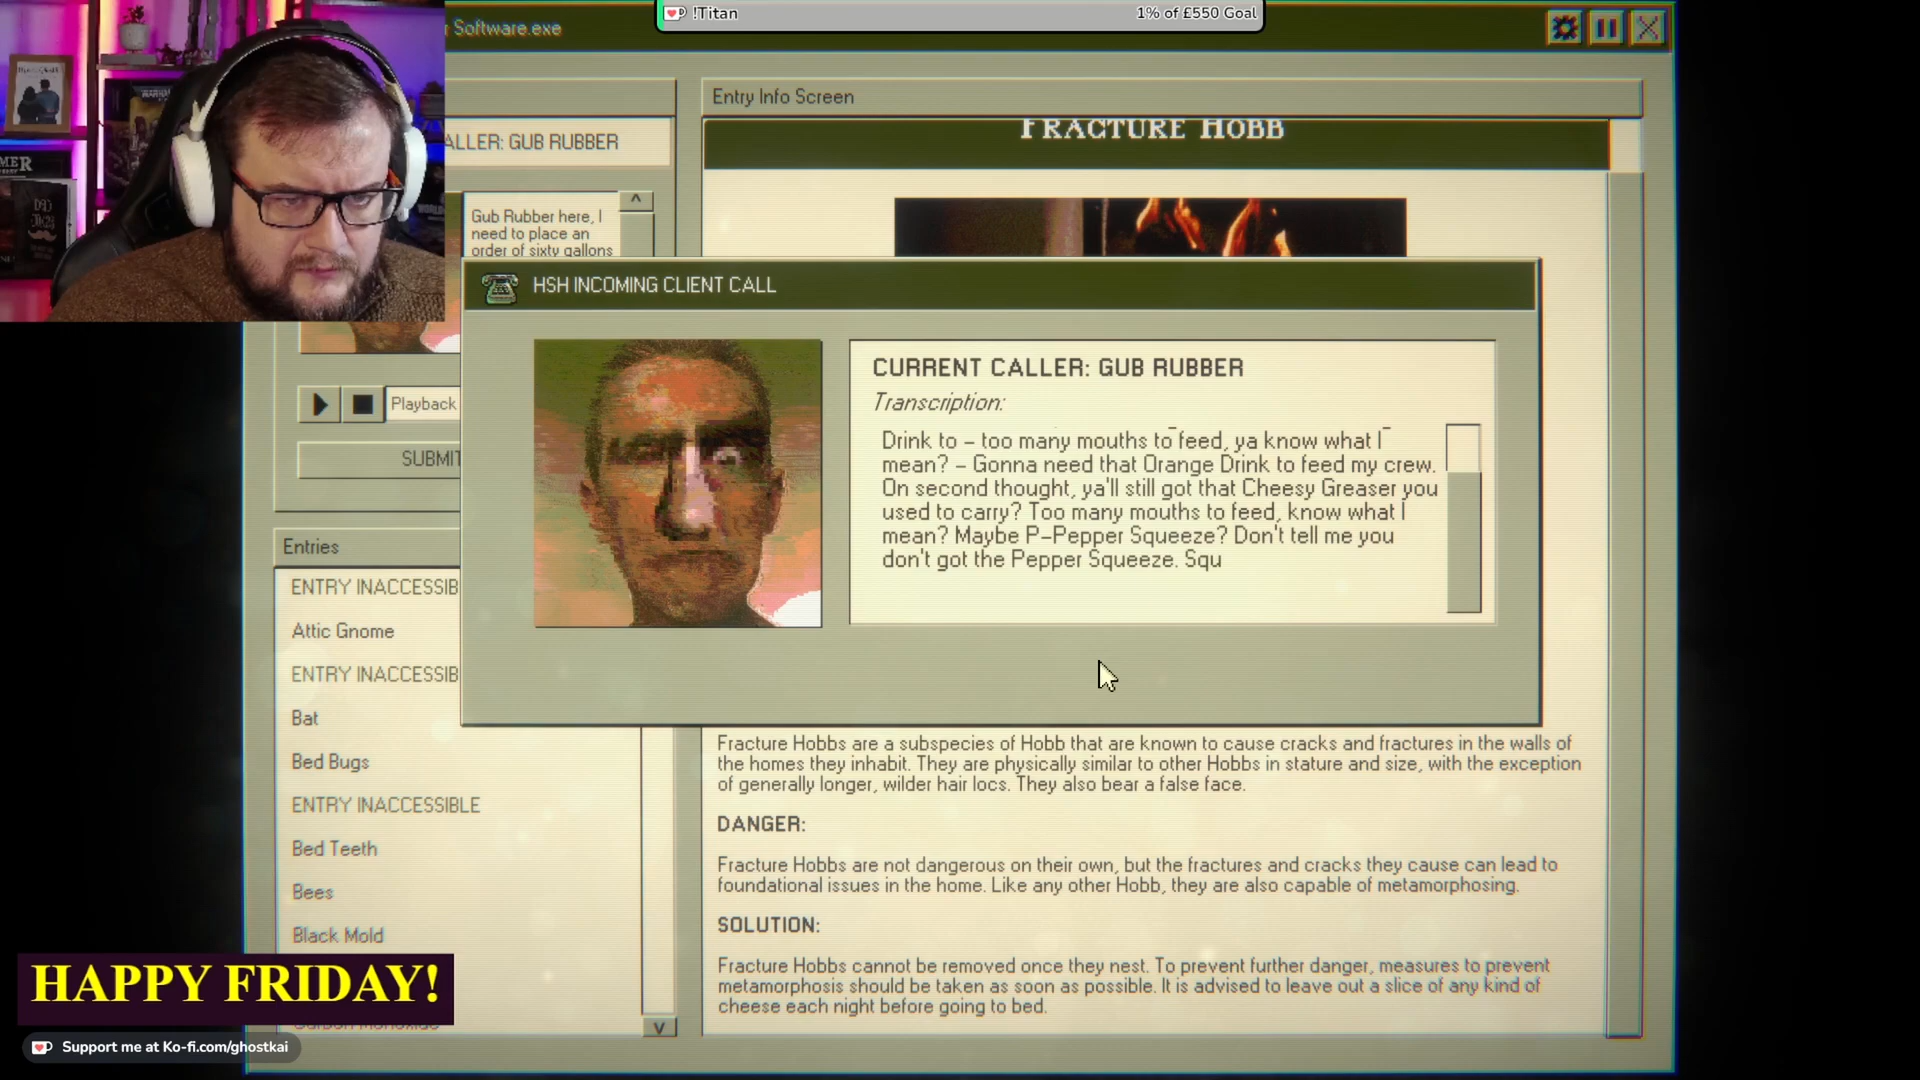 !Titan
1% of £550 Goal
Software.exe
Entry Info Screen
FRACTURE HOBB
ALLER: GUB RUBBER
Gub Rubber here, I
need to place an
order of sixty gallons
HSH INCOMING CLIENT CALL
CURRENT CALLER: GUB RUBBER
Transcription:
Drink to – too many mouths to feed, ya know what I
mean? – Gonna need that Orange Drink to feed my crew.
On second thought, ya'll still got that Cheesy Greaser you
used to carry? Too many mouths to feed, know what I
mean? Maybe P-Pepper Squeeze? Don't tell me you
don't got the Pepper Squeeze. Squ
Playback
SUBMIT
Entries
ENTRY INACCESSIB
Attic Gnome
ENTRY INACCESSIB
Bat
Bed Bugs
ENTRY INACCESSIBLE
Bed Teeth
Bees
Black Mold
Carbon Monoxide
Fracture Hobbs are a subspecies of Hobb that are known to cause cracks and fractures in the walls of
the homes they inhabit. They are physically similar to other Hobbs in stature and size, with the exception
of generally longer, wilder hair locs. They also bear a false face.
DANGER:
Fracture Hobbs are not dangerous on their own, but the fractures and cracks they cause can lead to
foundational issues in the home. Like any other Hobb, they are also capable of metamorphosing.
SOLUTION:
Fracture Hobbs cannot be removed once they nest. To prevent further danger, measures to prevent
metamorphosis should be taken as soon as possible. It is advised to leave out a slice of any kind of
cheese each night before going to bed.
HAPPY FRIDAY!
Support me at Ko-fi.com/ghostkai